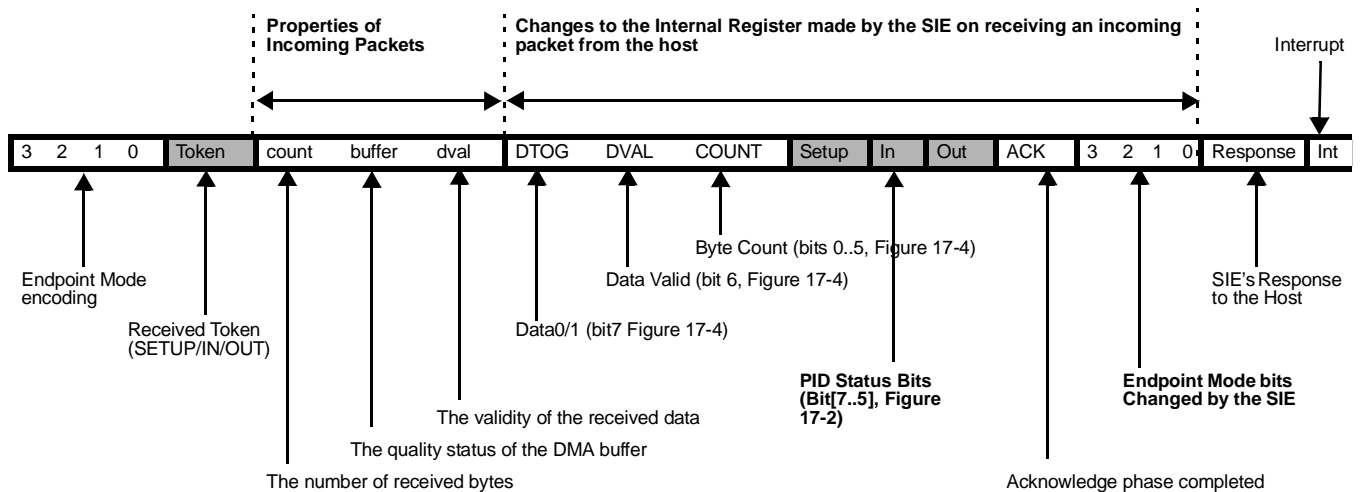 Properties of
Incoming Packets
Changes to the Internal Register made by the SIE on receiving an incoming
packet from the host
Interrupt
3 2 1 0 Token count buffer dval DTOG DVAL COUNT Setup In Out ACK 3 2 1 0 Response Int
Byte Count (bits 0..5, Figure 17-4)
Endpoint Mode
encoding
Data Valid (bit 6, Figure 17-4)
SIE's Response
to the Host
Received Token
(SETUP/IN/OUT)
Data0/1 (bit7 Figure 17-4)
PID Status Bits
(Bit[7..5], Figure
17-2)
Endpoint Mode bits
Changed by the SIE
The validity of the received data
The quality status of the DMA buffer
The number of received bytes
Acknowledge phase completed